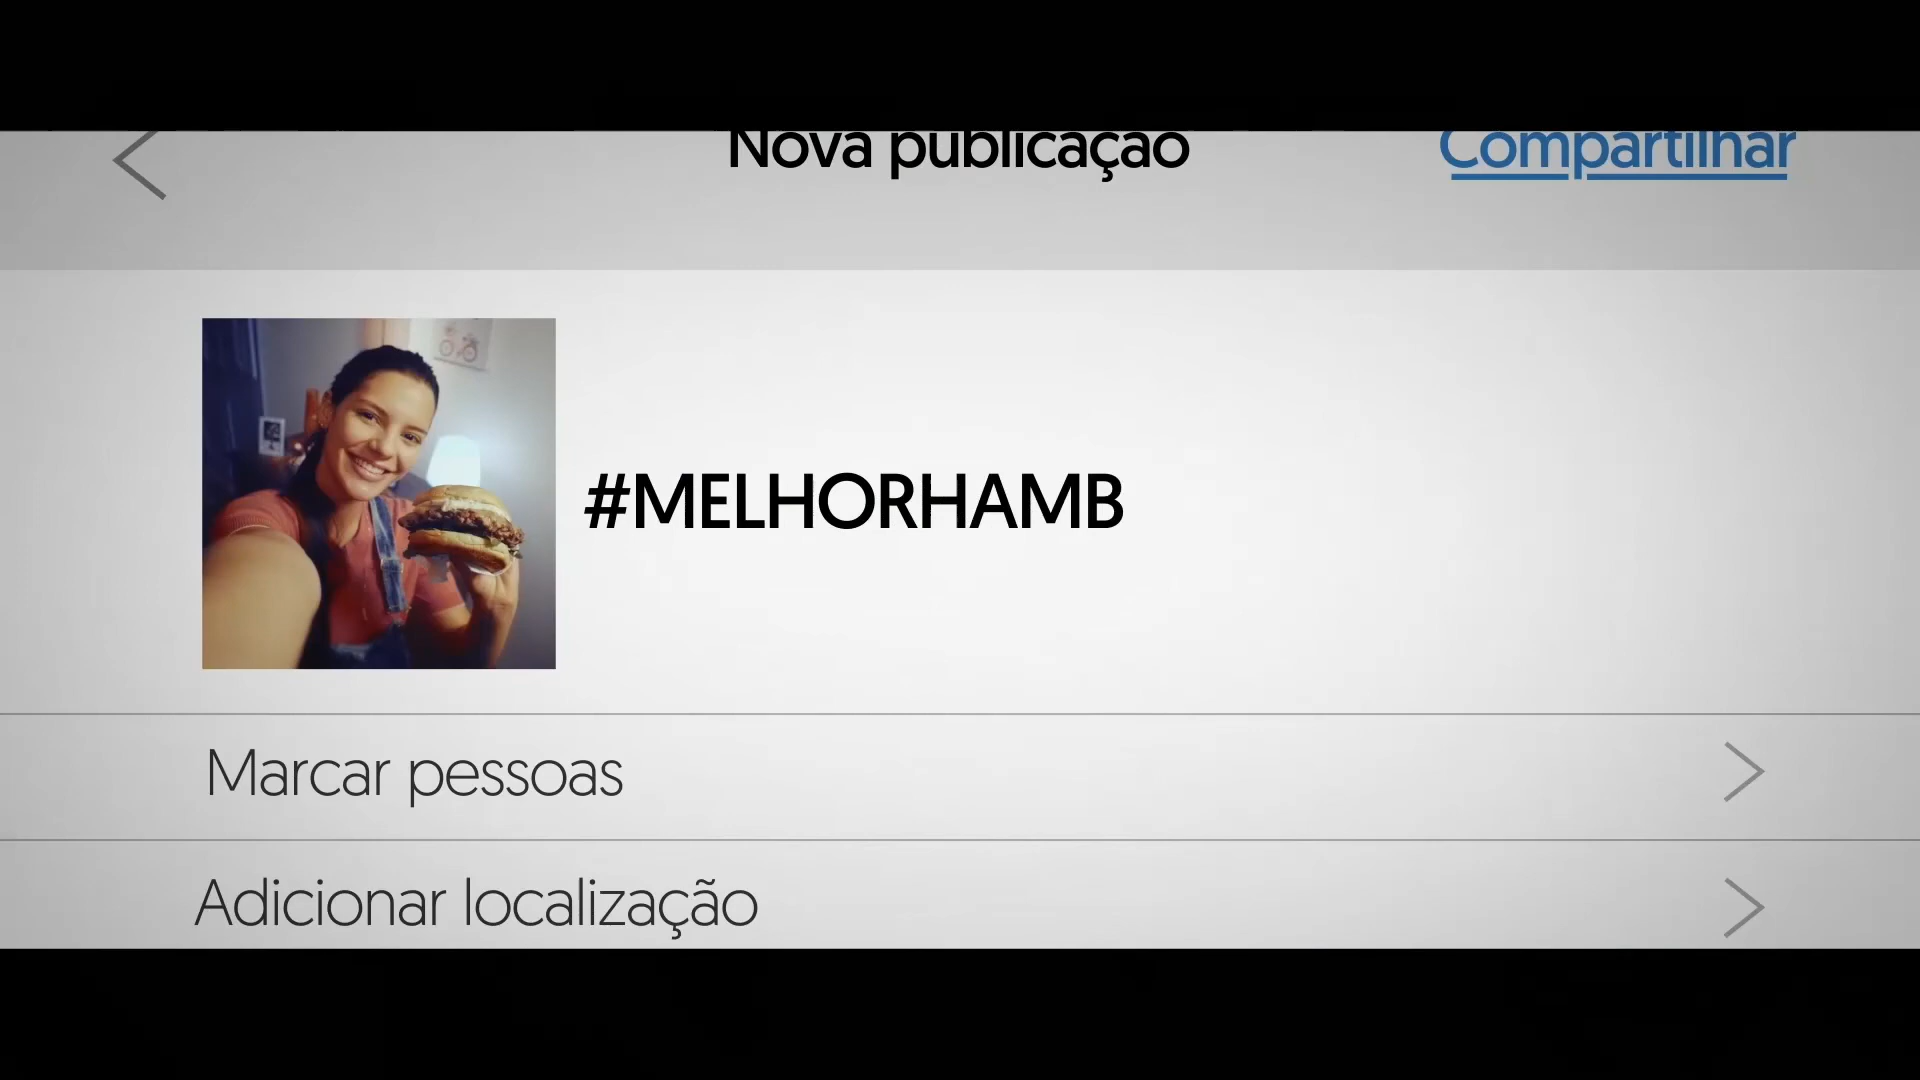 Nova publicação
Compartilhar
#MELHORHAMB
Marcar pessoas
Adicionar localização